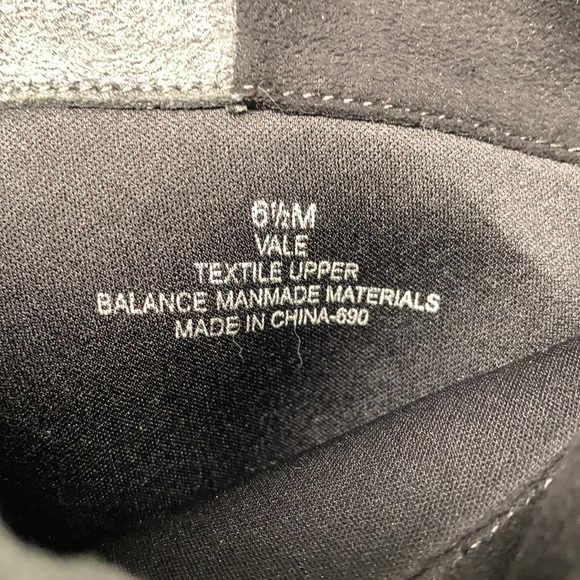 6½M
VALE
TEXTILE UPPER
BALANCE MANMADE MATERIALS
MADE IN CHINA-690